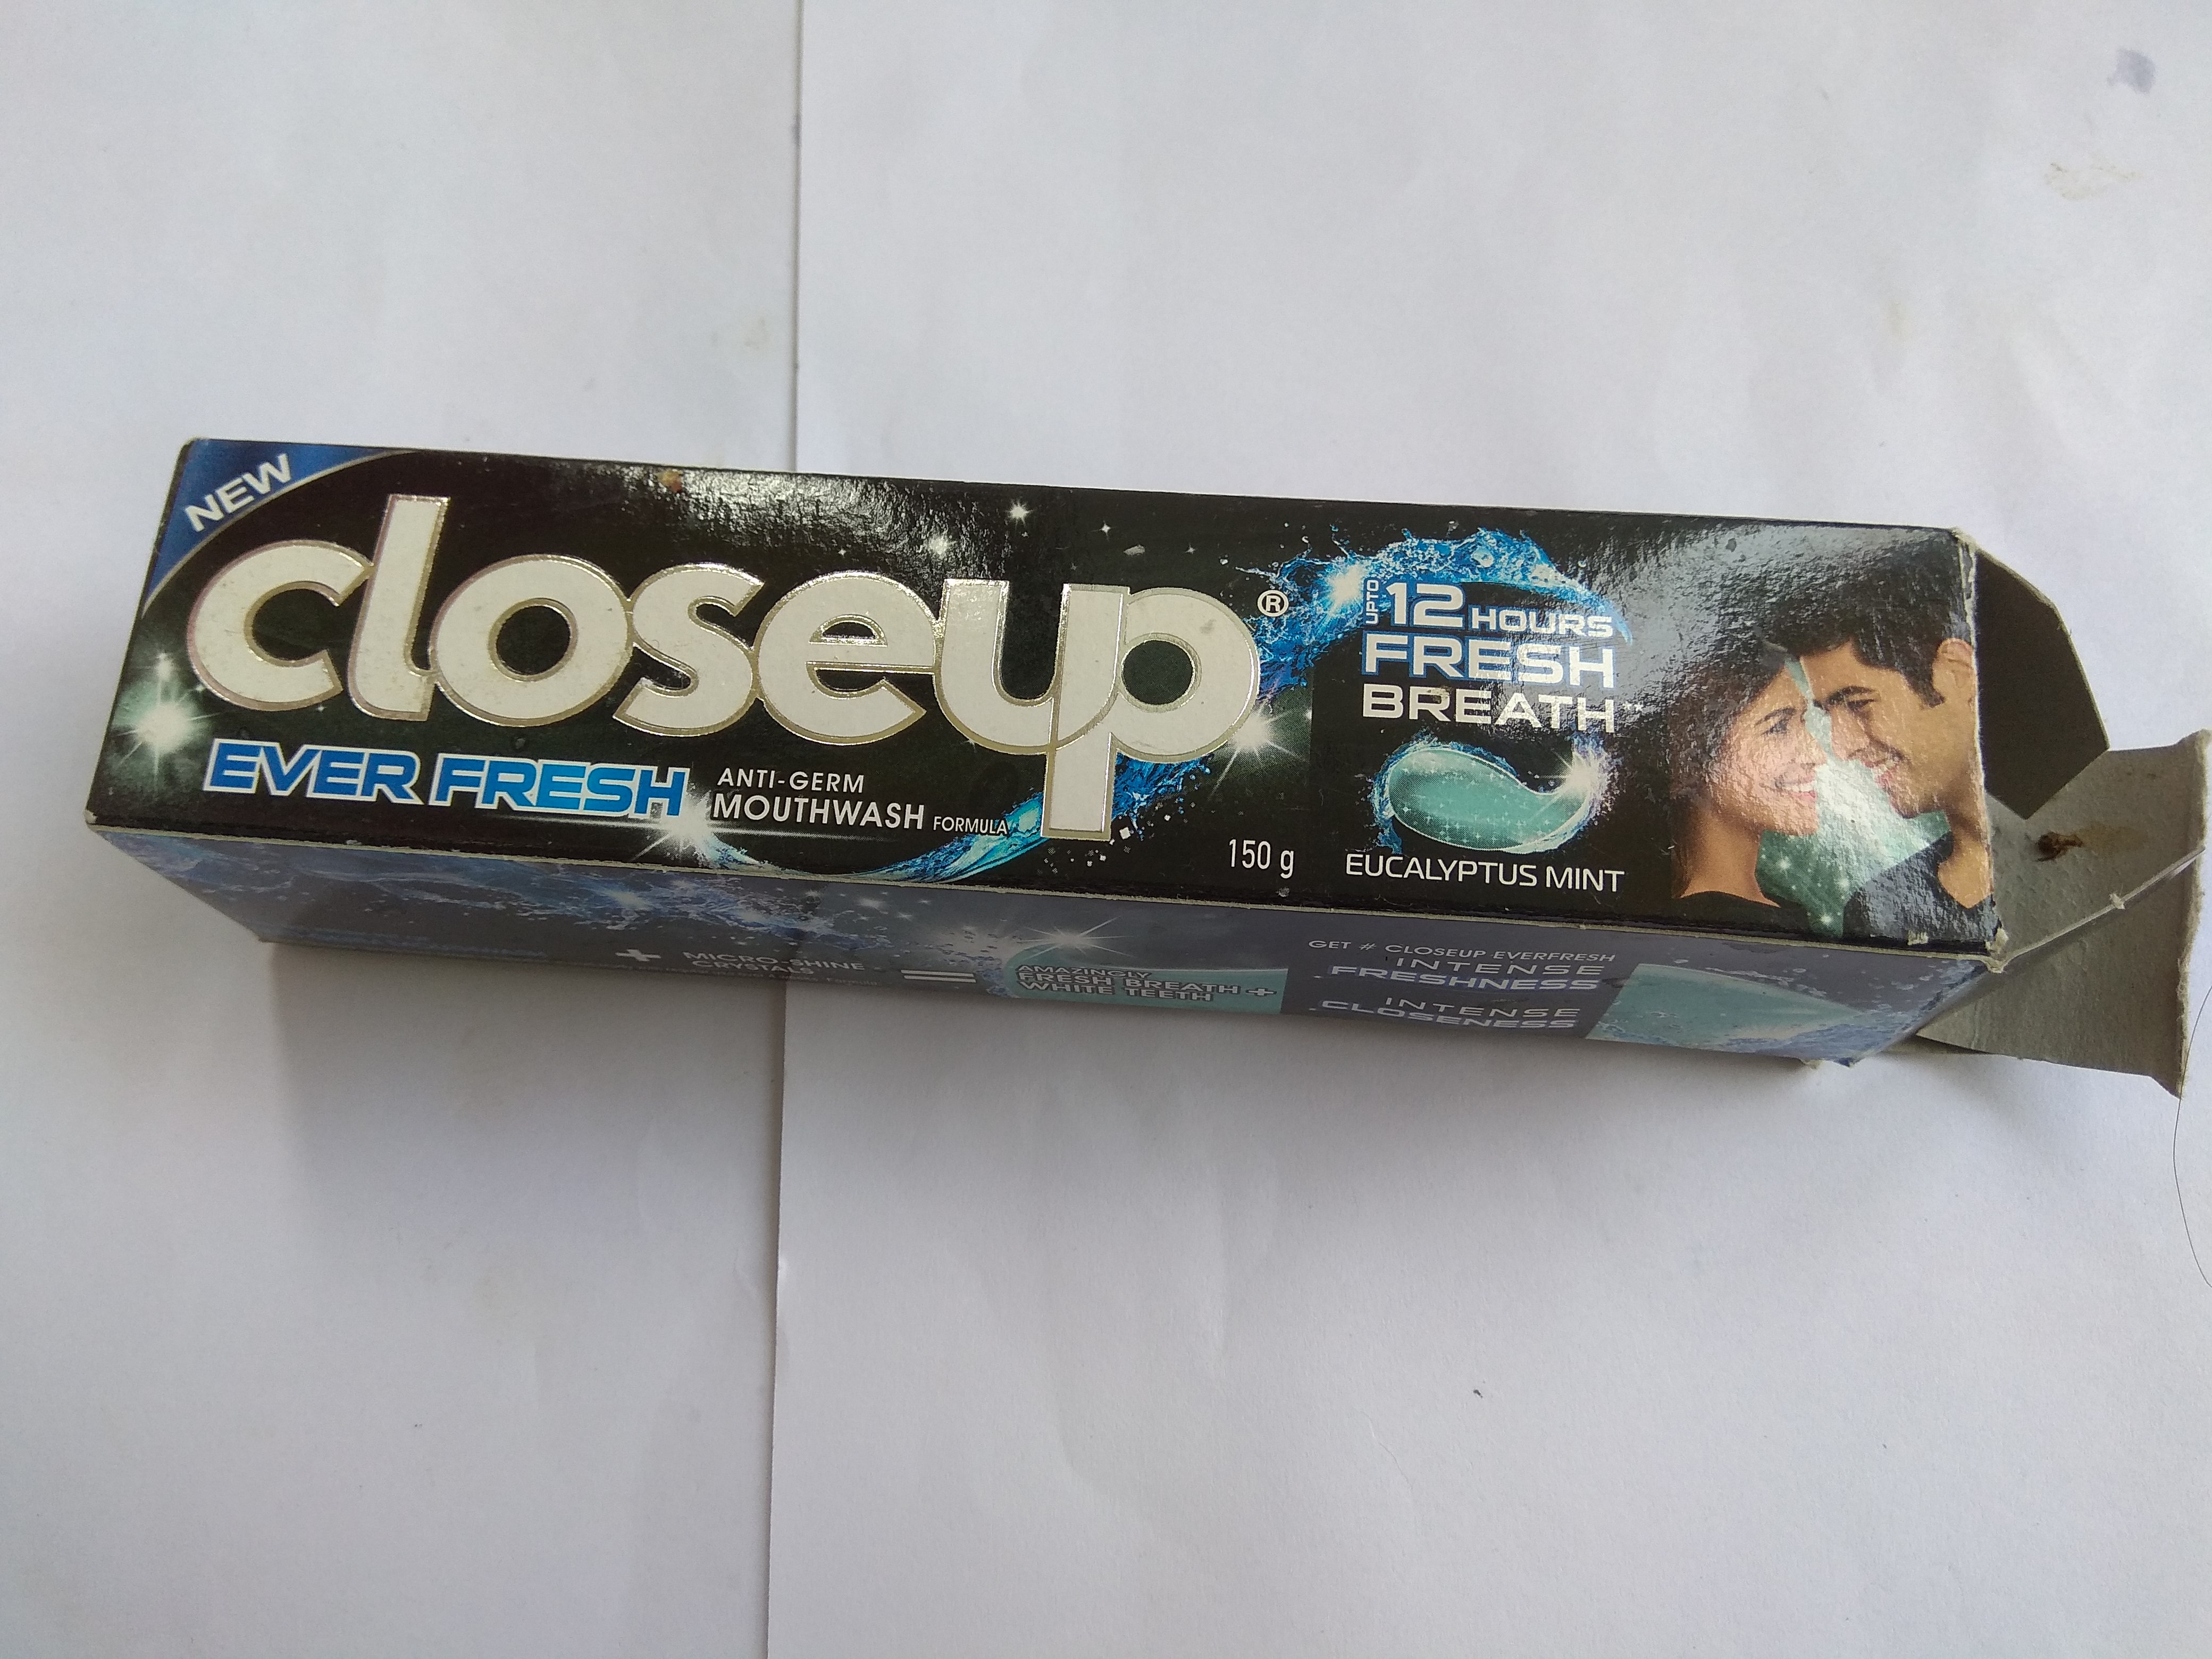 NEW
closeup®
EVER FRESH
ANTI-GERM
MOUTHWASH FORMULA
150 g
UPTO 12 HOURS
FRESH
BREATH
EUCALYPTUS MINT
+ MICRO-SHINE
CRYSTALS
=
AMAZINGLY
FRESH BREATH +
WHITE TEETH
GET # CLOSEUP EVERFRESH
INTENSE
FRESHNESS
INTENSE
CLOSENESS